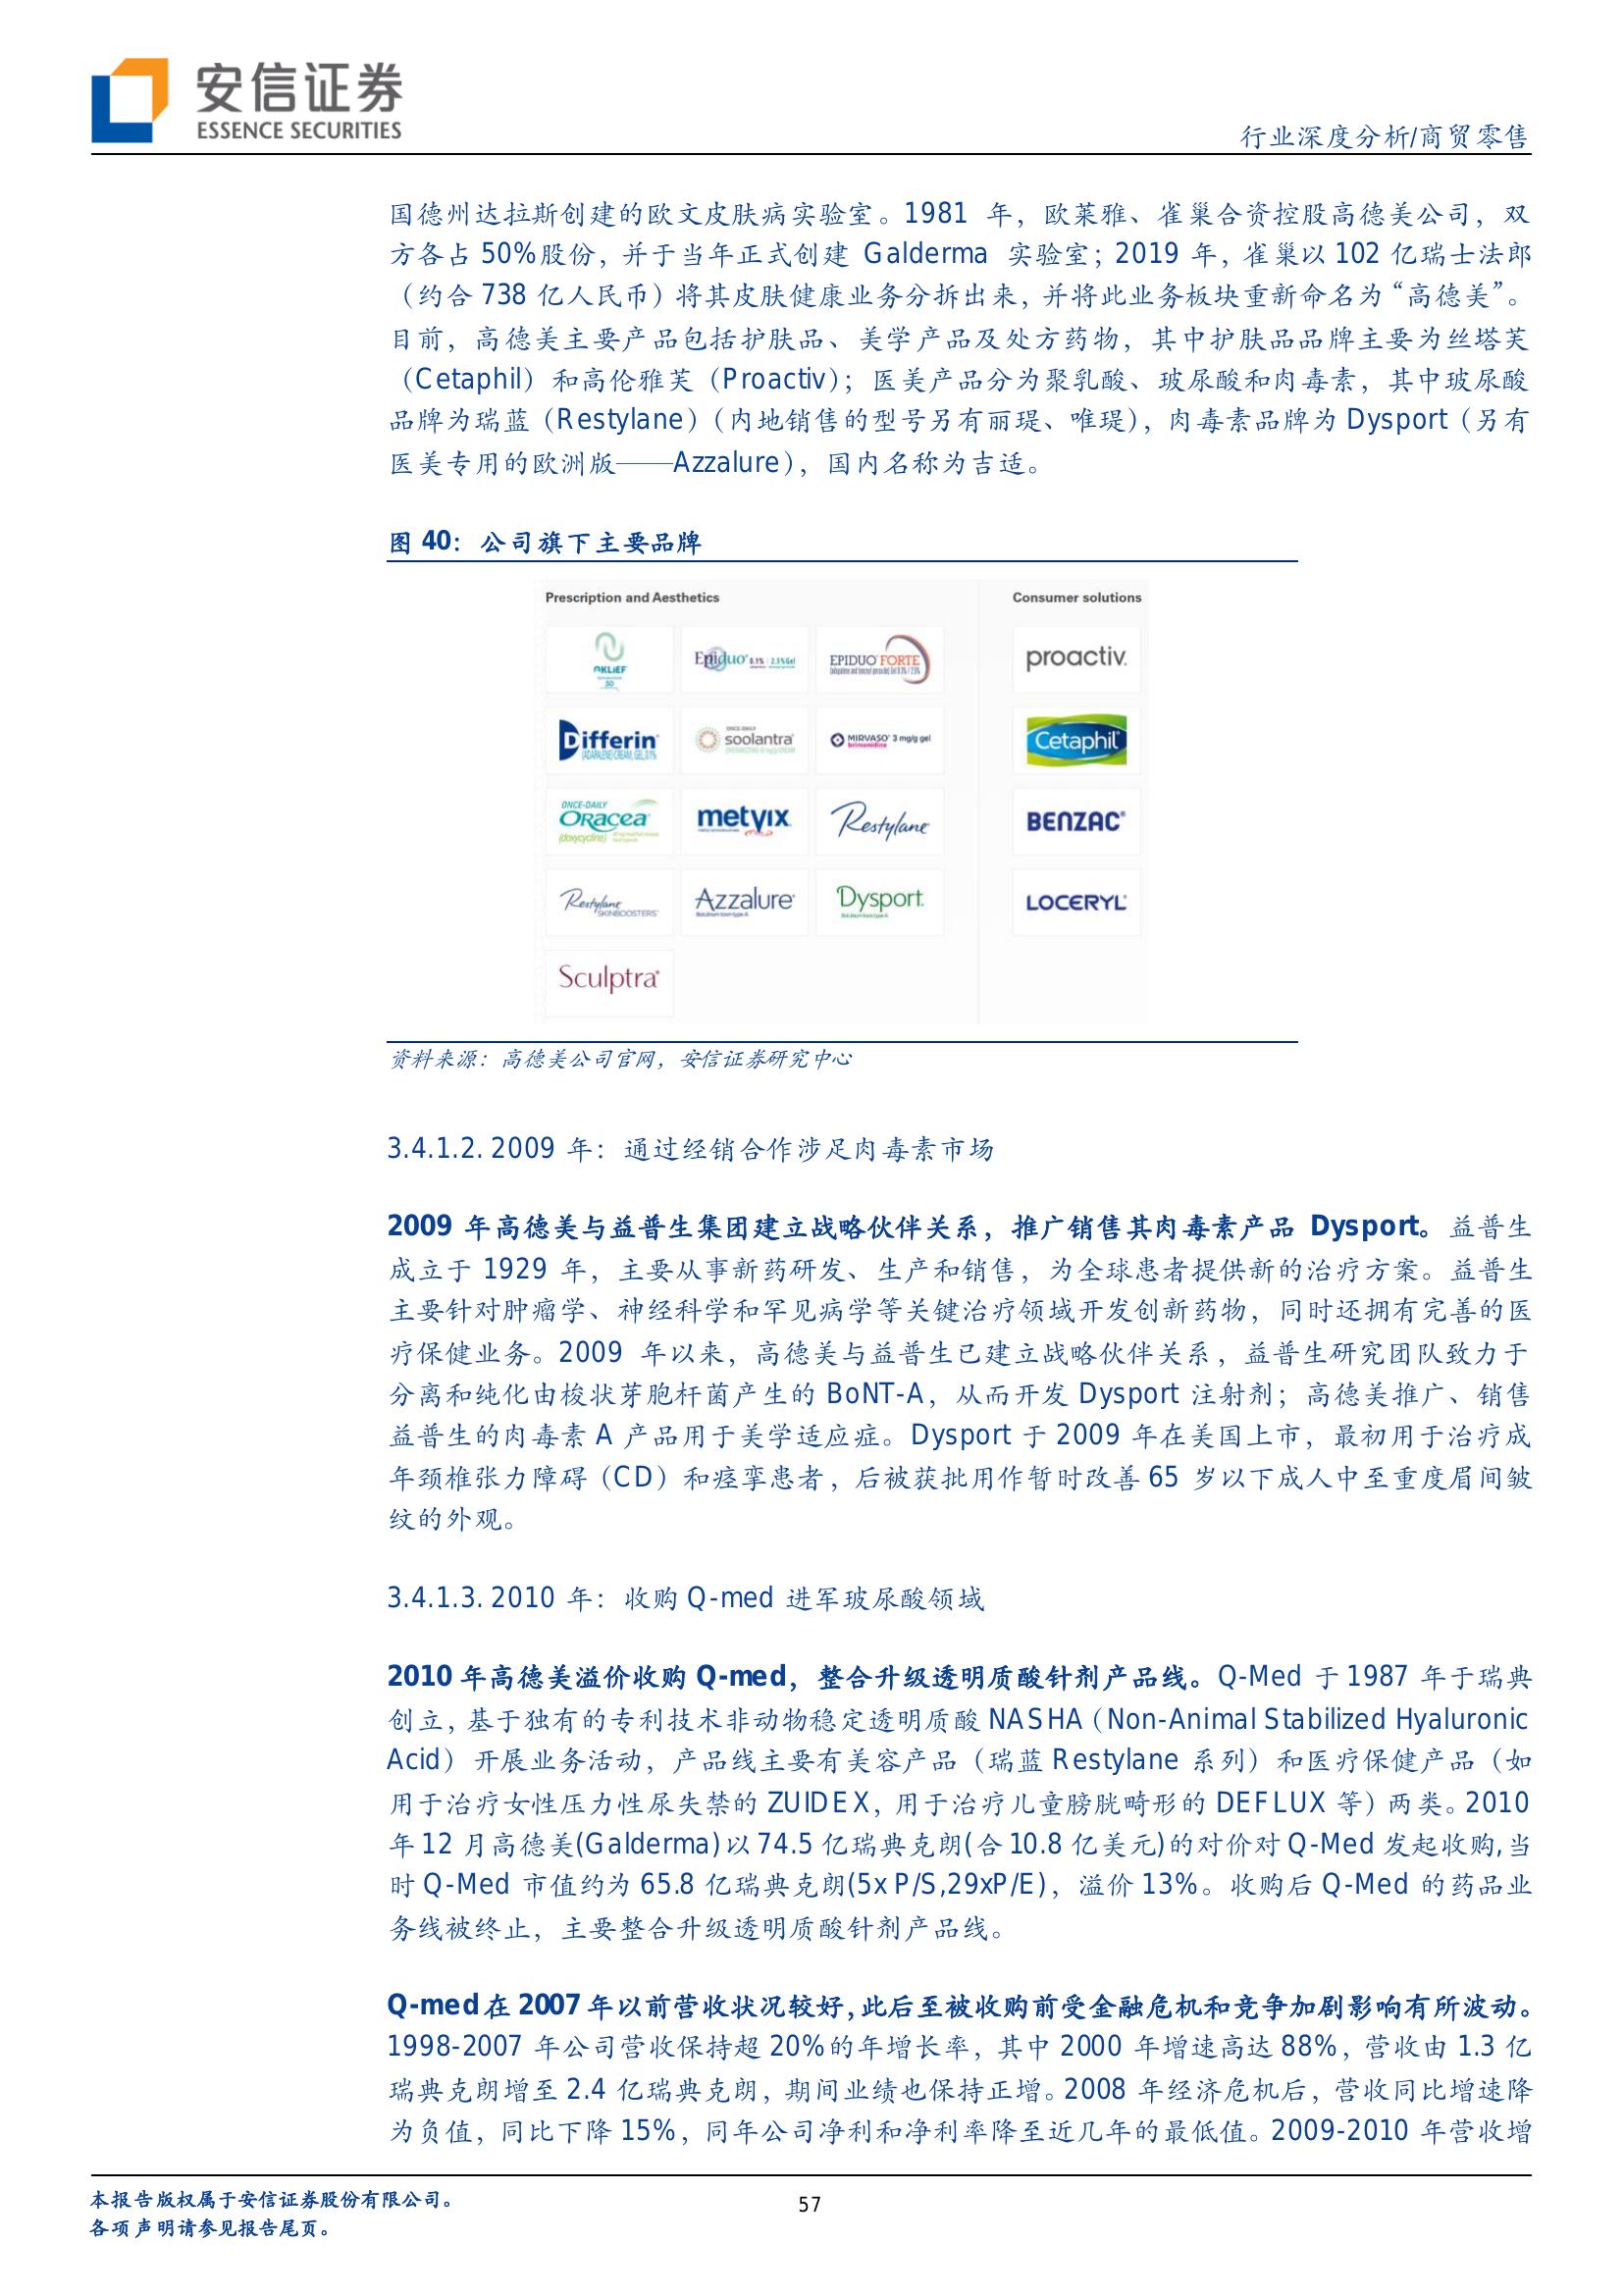 安信证券
ESSENCE SECURITIES
行业深度分析/商贸零售
国德州达拉斯创建的欧文皮肤病实验室。1981 年，欧莱雅、雀巢合资控股高德美公司，双
方各占 50%股份，并于当年正式创建 Galderma 实验室；2019 年，雀巢以 102 亿瑞士法郎
（约合 738 亿人民币）将其皮肤健康业务分拆出来，并将此业务板块重新命名为“高德美”。
目前，高德美主要产品包括护肤品、美学产品及处方药物，其中护肤品品牌主要为丝塔芙
（Cetaphil）和高伦雅芙（Proactiv）；医美产品分为聚乳酸、玻尿酸和肉毒素，其中玻尿酸
品牌为瑞蓝（Restylane）（内地销售的型号另有丽瑅、唯瑅），肉毒素品牌为 Dysport（另有
医美专用的欧洲版——Azzalure），国内名称为吉适。
图 40：公司旗下主要品牌
Prescription and Aesthetics
Consumer solutions
AKLIEF
Epiduo 0.1% / 2.5% Gel
EPIDUO FORTE
proactiv.
Differin
ONCE-DAILY
soolantra
MIRVASO 3 mg/g gel
brimonidine
Cetaphil
ONCE-DAILY
ORACEA
(doxycycline)
metvix
Restylane
BENZAC
Restylane
SKINBOOSTERS
Azzalure
Dysport
LOCERYL
Sculptra
资料来源：高德美公司官网，安信证券研究中心
3.4.1.2. 2009 年：通过经销合作涉足肉毒素市场
2009 年高德美与益普生集团建立战略伙伴关系，推广销售其肉毒素产品 Dysport。益普生
成立于 1929 年，主要从事新药研发、生产和销售，为全球患者提供新的治疗方案。益普生
主要针对肿瘤学、神经科学和罕见病学等关键治疗领域开发创新药物，同时还拥有完善的医
疗保健业务。2009 年以来，高德美与益普生已建立战略伙伴关系，益普生研究团队致力于
分离和纯化由梭状芽胞杆菌产生的 BoNT-A，从而开发 Dysport 注射剂；高德美推广、销售
益普生的肉毒素 A 产品用于美学适应症。Dysport 于 2009 年在美国上市，最初用于治疗成
年颈椎张力障碍（CD）和痉挛患者，后被获批用作暂时改善 65 岁以下成人中至重度眉间皱
纹的外观。
3.4.1.3. 2010 年：收购 Q-med 进军玻尿酸领域
2010 年高德美溢价收购 Q-med，整合升级透明质酸针剂产品线。Q-Med 于 1987 年于瑞典
创立，基于独有的专利技术非动物稳定透明质酸 NASHA（Non-Animal Stabilized Hyaluronic
Acid）开展业务活动，产品线主要有美容产品（瑞蓝 Restylane 系列）和医疗保健产品（如
用于治疗女性压力性尿失禁的 ZUIDEX，用于治疗儿童膀胱畸形的 DEFLUX 等）两类。2010
年 12 月高德美(Galderma)以 74.5 亿瑞典克朗(合 10.8 亿美元)的对价对 Q-Med 发起收购,当
时 Q-Med 市值约为 65.8 亿瑞典克朗(5x P/S,29xP/E)，溢价 13%。收购后 Q-Med 的药品业
务线被终止，主要整合升级透明质酸针剂产品线。
Q-med 在 2007 年以前营收状况较好，此后至被收购前受金融危机和竞争加剧影响有所波动。
1998-2007 年公司营收保持超 20%的年增长率，其中 2000 年增速高达 88%，营收由 1.3 亿
瑞典克朗增至 2.4 亿瑞典克朗，期间业绩也保持正增。2008 年经济危机后，营收同比增速降
为负值，同比下降 15%，同年公司净利和净利率降至近几年的最低值。2009-2010 年营收增
本报告版权属于安信证券股份有限公司。
各项声明请参见报告尾页。
57